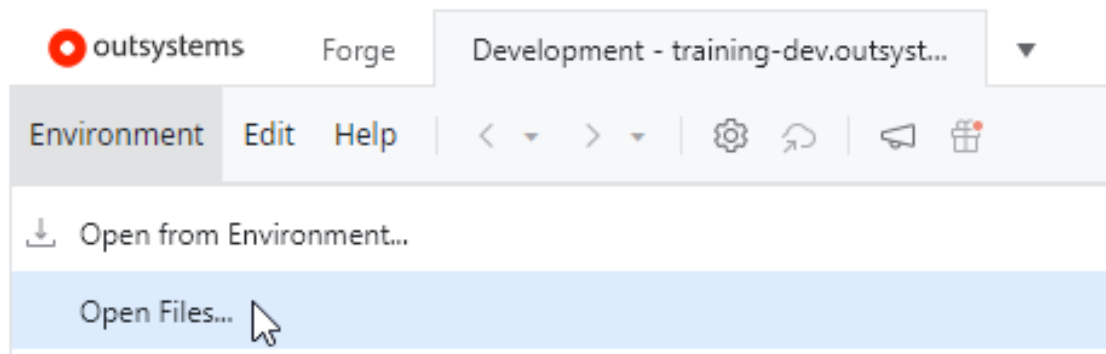 outsystems Forge Development - training-dev.outsyst...
Environment Edit Help
Open from Environment...
Open Files...